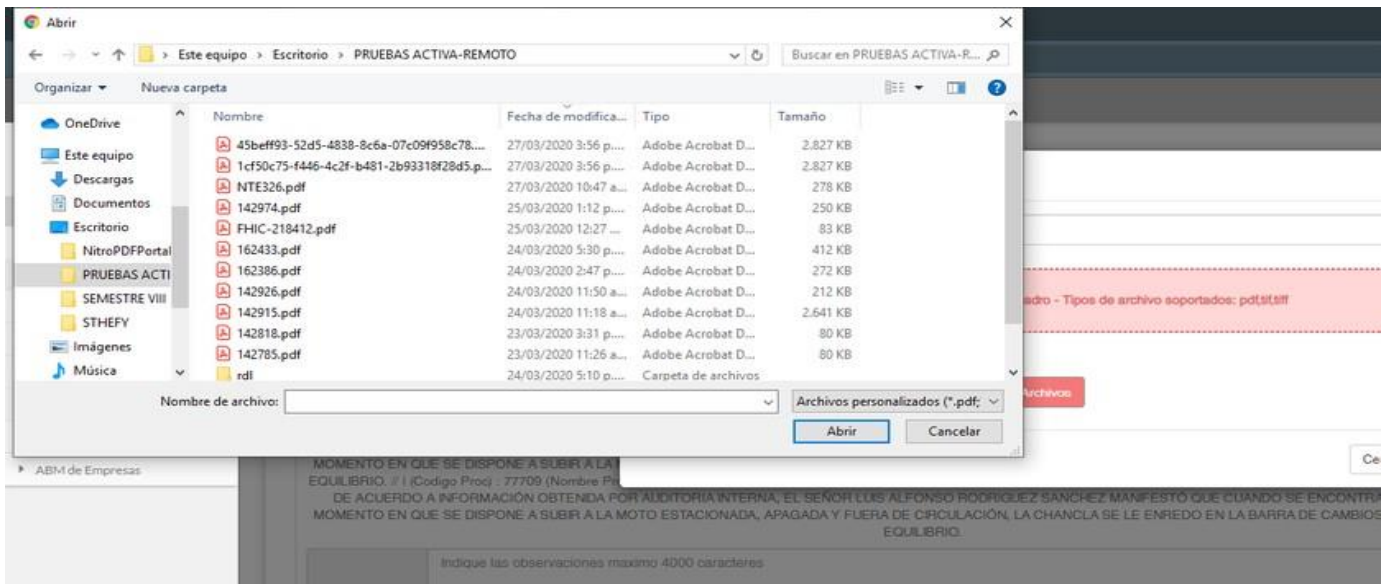 Abrir
Este equipo > Escritorio > PRUEBAS ACTIVA-REMOTO
Buscar en PRUEBAS ACTIVA-R...
Organizar Nueva carpeta
OneDrive
Este equipo
Descargas
Documentos
Escritorio
NitroPDFPortal
PRUEBAS ACTI
SEMESTRE VIII
STHEFY
Imágenes
Música
Nombre Fecha de modifica... Tipo Tamaño
45beff93-52d5-4838-8c6a-07c09f958c78.... 27/03/2020 3:56 p.... Adobe Acrobat D... 2.827 KB
1cf50c75-f446-4c2f-b481-2b93318f28d5.p... 27/03/2020 3:56 p.... Adobe Acrobat D... 2.827 KB
NTE326.pdf 27/03/2020 10:47 a... Adobe Acrobat D... 278 KB
142974.pdf 25/03/2020 1:12 p.... Adobe Acrobat D... 250 KB
FHIC-218412.pdf 25/03/2020 12:27 ... Adobe Acrobat D... 83 KB
162433.pdf 24/03/2020 5:30 p.... Adobe Acrobat D... 412 KB
162386.pdf 24/03/2020 2:47 p.... Adobe Acrobat D... 272 KB
142926.pdf 24/03/2020 11:50 a... Adobe Acrobat D... 212 KB
142915.pdf 24/03/2020 11:18 a... Adobe Acrobat D... 2.641 KB
142818.pdf 23/03/2020 3:31 p.... Adobe Acrobat D... 80 KB
142785.pdf 23/03/2020 11:26 a... Adobe Acrobat D... 80 KB
rdl 24/03/2020 5:10 p.... Carpeta de archivos
Nombre de archivo: Archivos personalizados (*.pdf;
Abrir Cancelar
adro - Tipos de archivo soportados: pdf,tif,tiff
Archivos
Ce
ABM de Empresas
MOMENTO EN QUE SE DISPONE A SUBIR A LA
EQUILIBRIO. // I (Codigo Proc) : 77709 (Nombre
DE ACUERDO A INFORMACIÓN OBTENIDA POR AUDITORIA INTERNA, EL SEÑOR LUIS ALFONSO RODRIGUEZ SANCHEZ MANIFESTÓ QUE CUANDO SE ENCONTRA
MOMENTO EN QUE SE DISPONE A SUBIR A LA MOTO ESTACIONADA, APAGADA Y FUERA DE CIRCULACIÓN, LA CHANCLA SE LE ENREDO EN LA BARRA DE CAMBIOS
EQUILIBRIO.
Indique las observaciones maximo 4000 caracteres